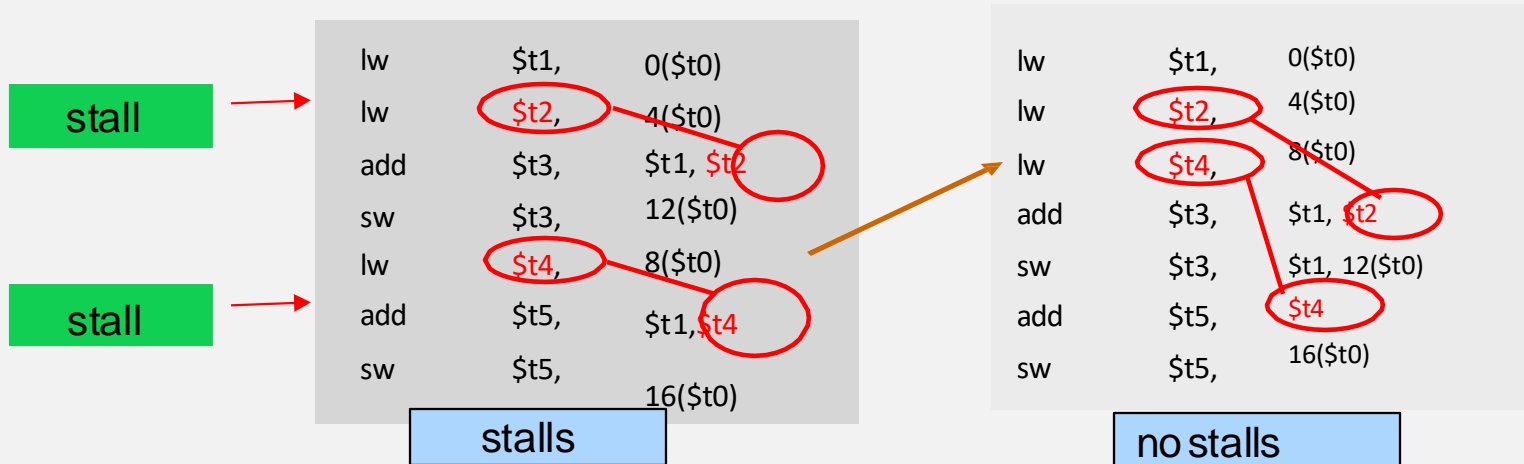 stall
stall
lw $t1, 0($t0)
lw $t2, 4($t0)
add $t3, $t1, $t2
sw $t3, 12($t0)
lw $t4, 8($t0)
add $t5, $t1,$t4
sw $t5, 16($t0)
stalls
lw $t1, 0($t0)
lw $t2, 4($t0)
lw $t4, 8($t0)
add $t3, $t1, $t2
sw $t3, $t1, 12($t0)
add $t5, $t4
sw $t5, 16($t0)
no stalls